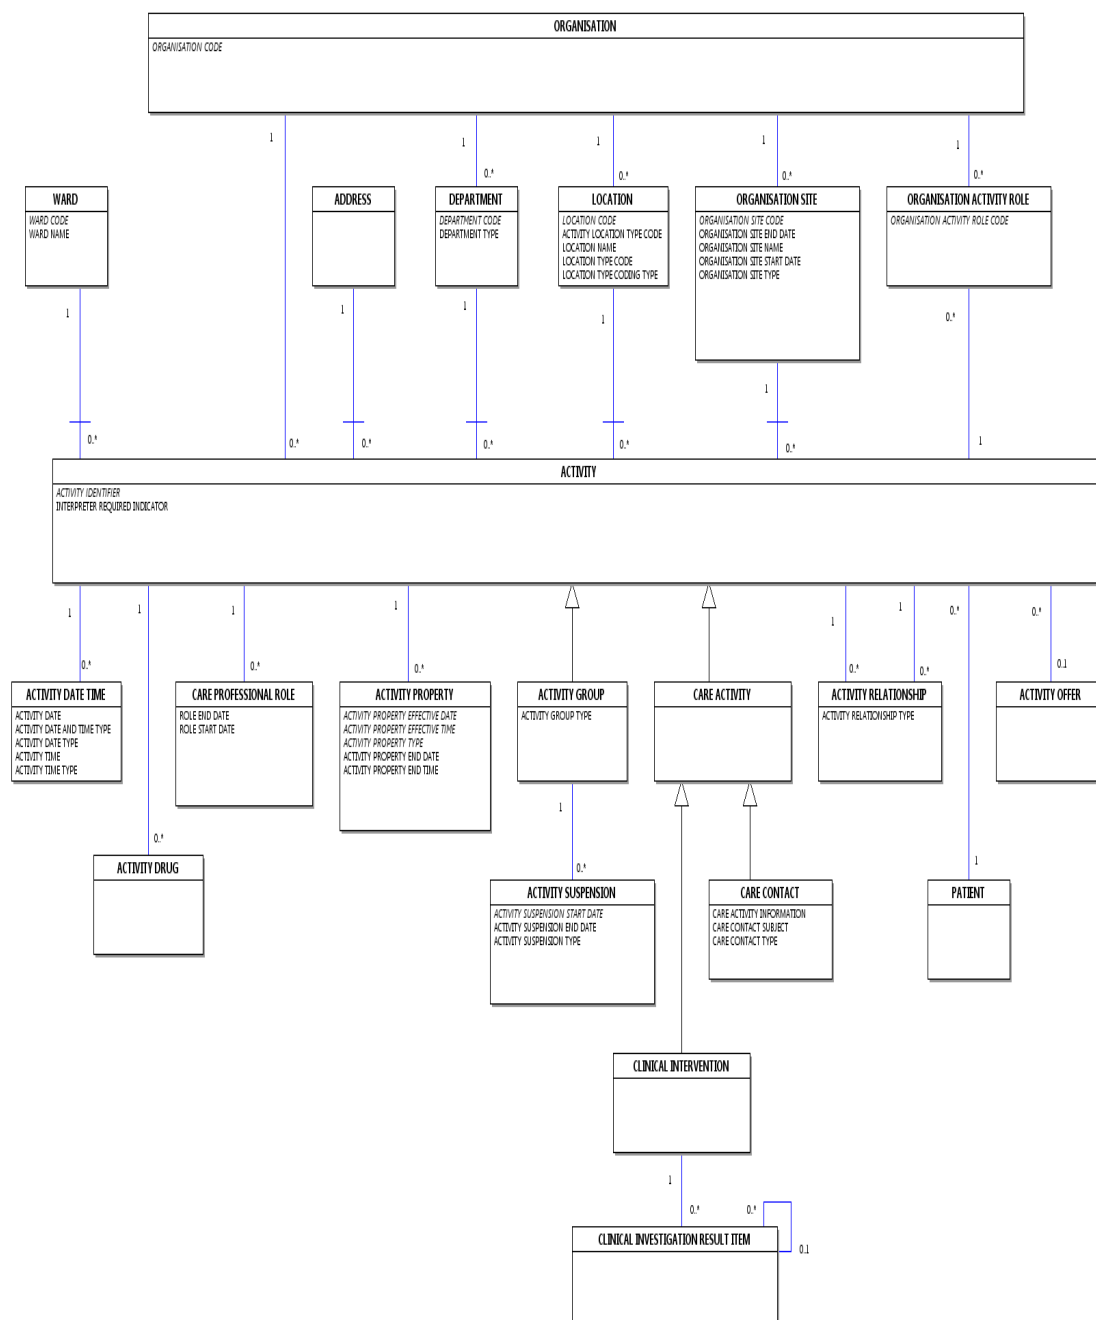 ORGANISATION
ORGANISATION CODE
1
1
1
1
1
0..*
0..*
0..*
0..*
WARD
WARD CODE
WARD NAME
ADDRESS
DEPARTMENT
DEPARTMENT CODE
DEPARTMENT TYPE
LOCATION
LOCATION CODE
ACTIVITY LOCATION TYPE CODE
LOCATION NAME
LOCATION TYPE CODE
LOCATION TYPE CODING TYPE
ORGANISATION SITE
ORGANISATION SITE CODE
ORGANISATION SITE END DATE
ORGANISATION SITE NAME
ORGANISATION SITE START DATE
ORGANISATION SITE TYPE
ORGANISATION ACTIVITY ROLE
ORGANISATION ACTIVITY ROLE CODE
1
1
1
1
0..*
1
0..*
0..*
0..*
0..*
0..*
0..*
1
ACTIVITY
ACTIVITY IDENTIFIER
INTERPRETER REQUIRED INDICATOR
1
1
1
1
1
1
0..*
0..*
0..*
0..*
0..*
0..*
0..*
0..1
ACTIVITY DATE TIME
ACTIVITY DATE
ACTIVITY DATE AND TIME TYPE
ACTIVITY DATE TYPE
ACTIVITY TIME
ACTIVITY TIME TYPE
CARE PROFESSIONAL ROLE
ROLE END DATE
ROLE START DATE
ACTIVITY PROPERTY
ACTIVITY PROPERTY EFFECTIVE DATE
ACTIVITY PROPERTY EFFECTIVE TIME
ACTIVITY PROPERTY TYPE
ACTIVITY PROPERTY END DATE
ACTIVITY PROPERTY END TIME
ACTIVITY GROUP
ACTIVITY GROUP TYPE
CARE ACTIVITY
ACTIVITY RELATIONSHIP
ACTIVITY RELATIONSHIP TYPE
ACTIVITY OFFER
1
0..*
0..*
1
ACTIVITY DRUG
ACTIVITY SUSPENSION
ACTIVITY SUSPENSION START DATE
ACTIVITY SUSPENSION END DATE
ACTIVITY SUSPENSION TYPE
CARE CONTACT
CARE ACTIVITY INFORMATION
CARE CONTACT SUBJECT
CARE CONTACT TYPE
PATIENT
CLINICAL INTERVENTION
1
0..*
0..*
CLINICAL INVESTIGATION RESULT ITEM
0..1